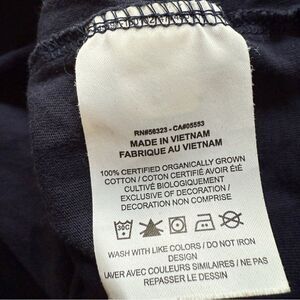 RN#56323 - CA#05553
MADE IN VIETNAM
FABRIQUE AU VIETNAM
100% CERTIFIED ORGANICALLY GROWN
COTTON / COTON CERTIFIÉ AVOIR ÉTÉ
CULTIVÉ BIOLOGIQUEMENT
EXCLUSIVE OF DECORATION /
DECORATION NON COMPRISE
30C
WASH WITH LIKE COLORS / DO NOT IRON
DESIGN
LAVER AVEC COULEURS SIMILAIRES / NE PAS
REPASSER LE DESSIN